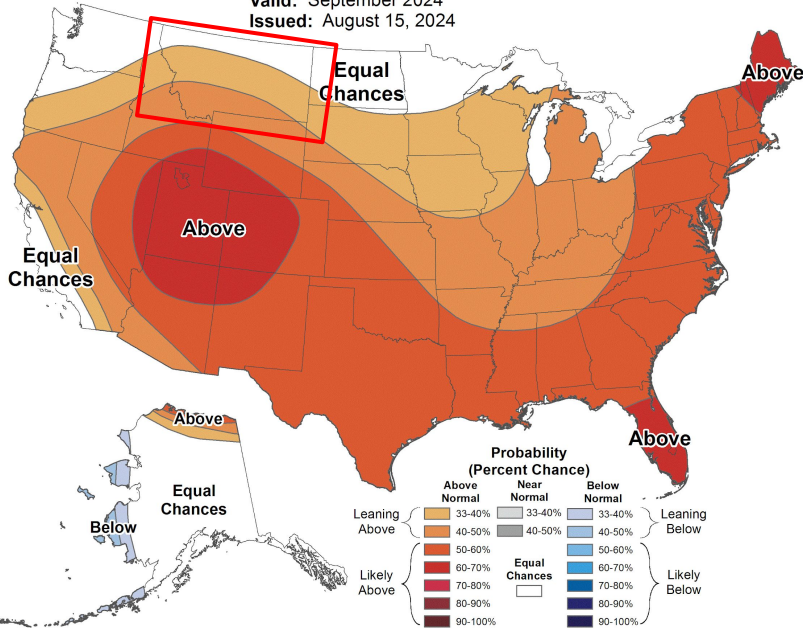 Valid: September 2024
Issued: August 15, 2024
Equal
Chances
Above
Above
Equal
Chances
Above
Above
Equal
Chances
Below
Probability
(Percent Chance)
Above
Normal
Near
Normal
Below
Normal
Leaning
Above
33-40%
33-40%
33-40%
Leaning
Below
40-50%
40-50%
40-50%
Likely
Above
50-60%
Equal
Chances
50-60%
Likely
Below
60-70%
60-70%
70-80%
70-80%
80-90%
80-90%
90-100%
90-100%